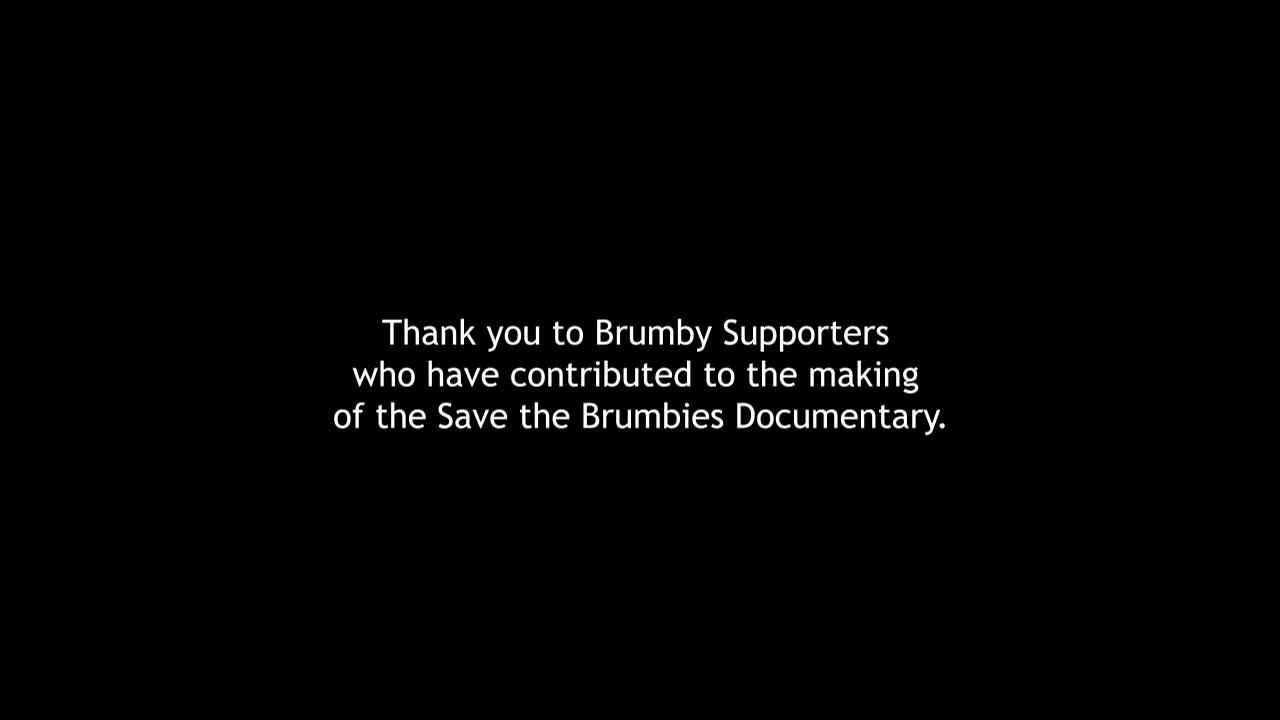 Thank you to Brumby Supporters
who have contributed to the making
of the Save the Brumbies Documentary.